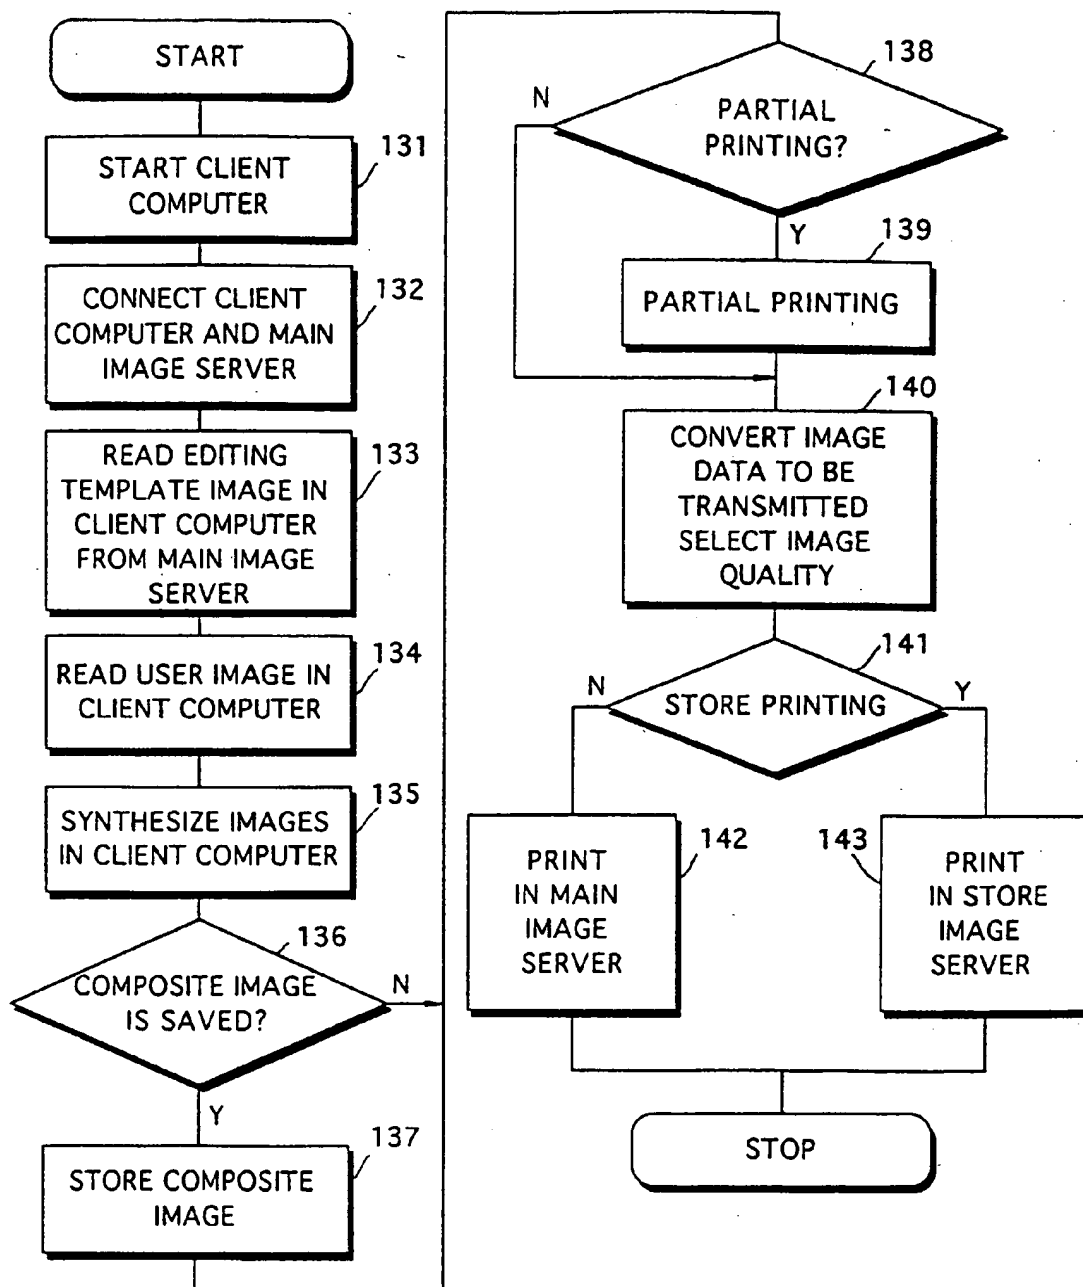 START
131
START CLIENT
COMPUTER
132
CONNECT CLIENT
COMPUTER AND MAIN
IMAGE SERVER
133
READ EDITING
TEMPLATE IMAGE IN
CLIENT COMPUTER
FROM MAIN IMAGE
SERVER
134
READ USER IMAGE IN
CLIENT COMPUTER
135
SYNTHESIZE IMAGES
IN CLIENT COMPUTER
136
COMPOSITE IMAGE
IS SAVED?
N
Y
137
STORE COMPOSITE
IMAGE
138
PARTIAL
PRINTING?
N
Y
139
PARTIAL PRINTING
140
CONVERT IMAGE
DATA TO BE
TRANSMITTED
SELECT IMAGE
QUALITY
141
STORE PRINTING
N
Y
142
PRINT
IN MAIN
IMAGE
SERVER
143
PRINT
IN STORE
IMAGE
SERVER
STOP